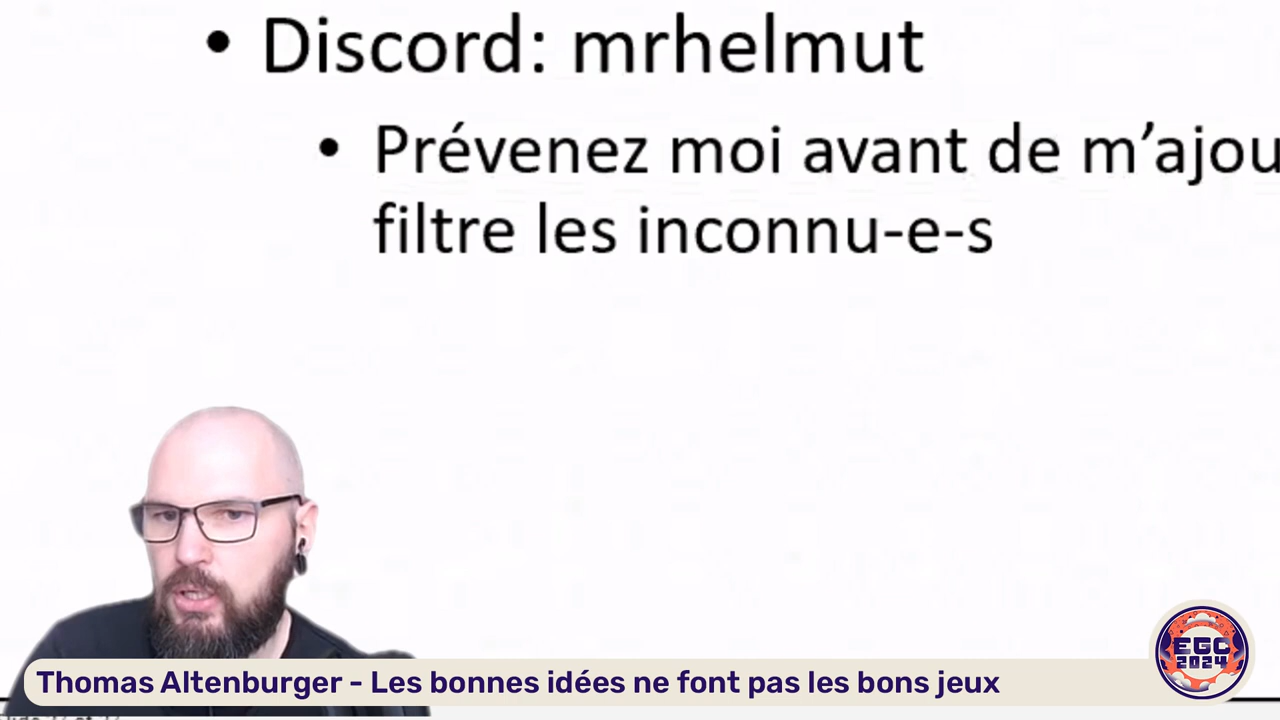 • Discord: mrhelmut
• Prévenez moi avant de m’ajou
filtre les inconnu-e-s
Thomas Altenburger - Les bonnes idées ne font pas les bons jeux
EGC
2024